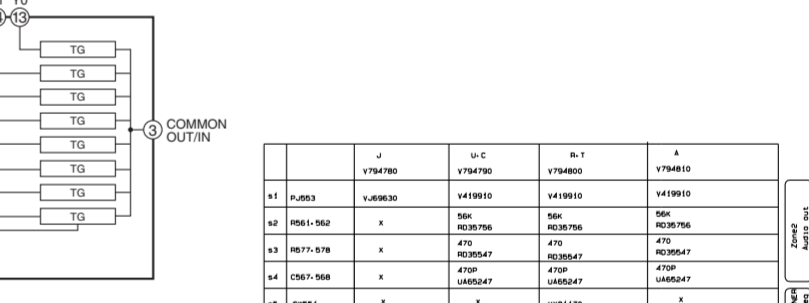 13
TG
TG
TG
TG
TG
TG
TG
TG
3 COMMON OUT/IN
J U.C R.T A
V794780 V794790 V794800 V794810
s1 PJ553 VJ69630 V419910 V419910 V419910
56K 56K 56K
s2 R561.562 X RD35756 RD35756 RD35756
470 470 470
s3 R577.578 X RD35547 RD35547 RD35547
470P 470P 470P
s4 C567.568 X UA65247 UA65247 UA65247
X X X
Zone2
Audio out